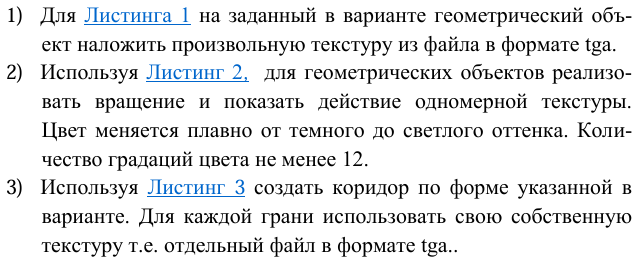 1) Для Листинга 1 на заданный в варианте геометрический объ-
ект наложить произвольную текстуру из файла в формате tga.
2) Используя Листинг 2, для геометрических объектов реализо-
вать вращение и показать действие одномерной текстуры.
Цвет меняется плавно от темного до светлого оттенка. Коли-
чество градаций цвета не менее 12.
3) Используя Листинг 3 создать коридор по форме указанной в
варианте. Для каждой грани использовать свою собственную
текстуру т.е. отдельный файл в формате tga..